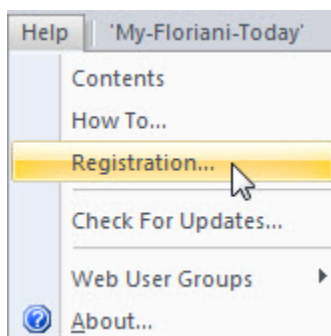 Help 'My-Floriani-Today'
Contents
How To...
Registration...
Check For Updates...
Web User Groups
About...